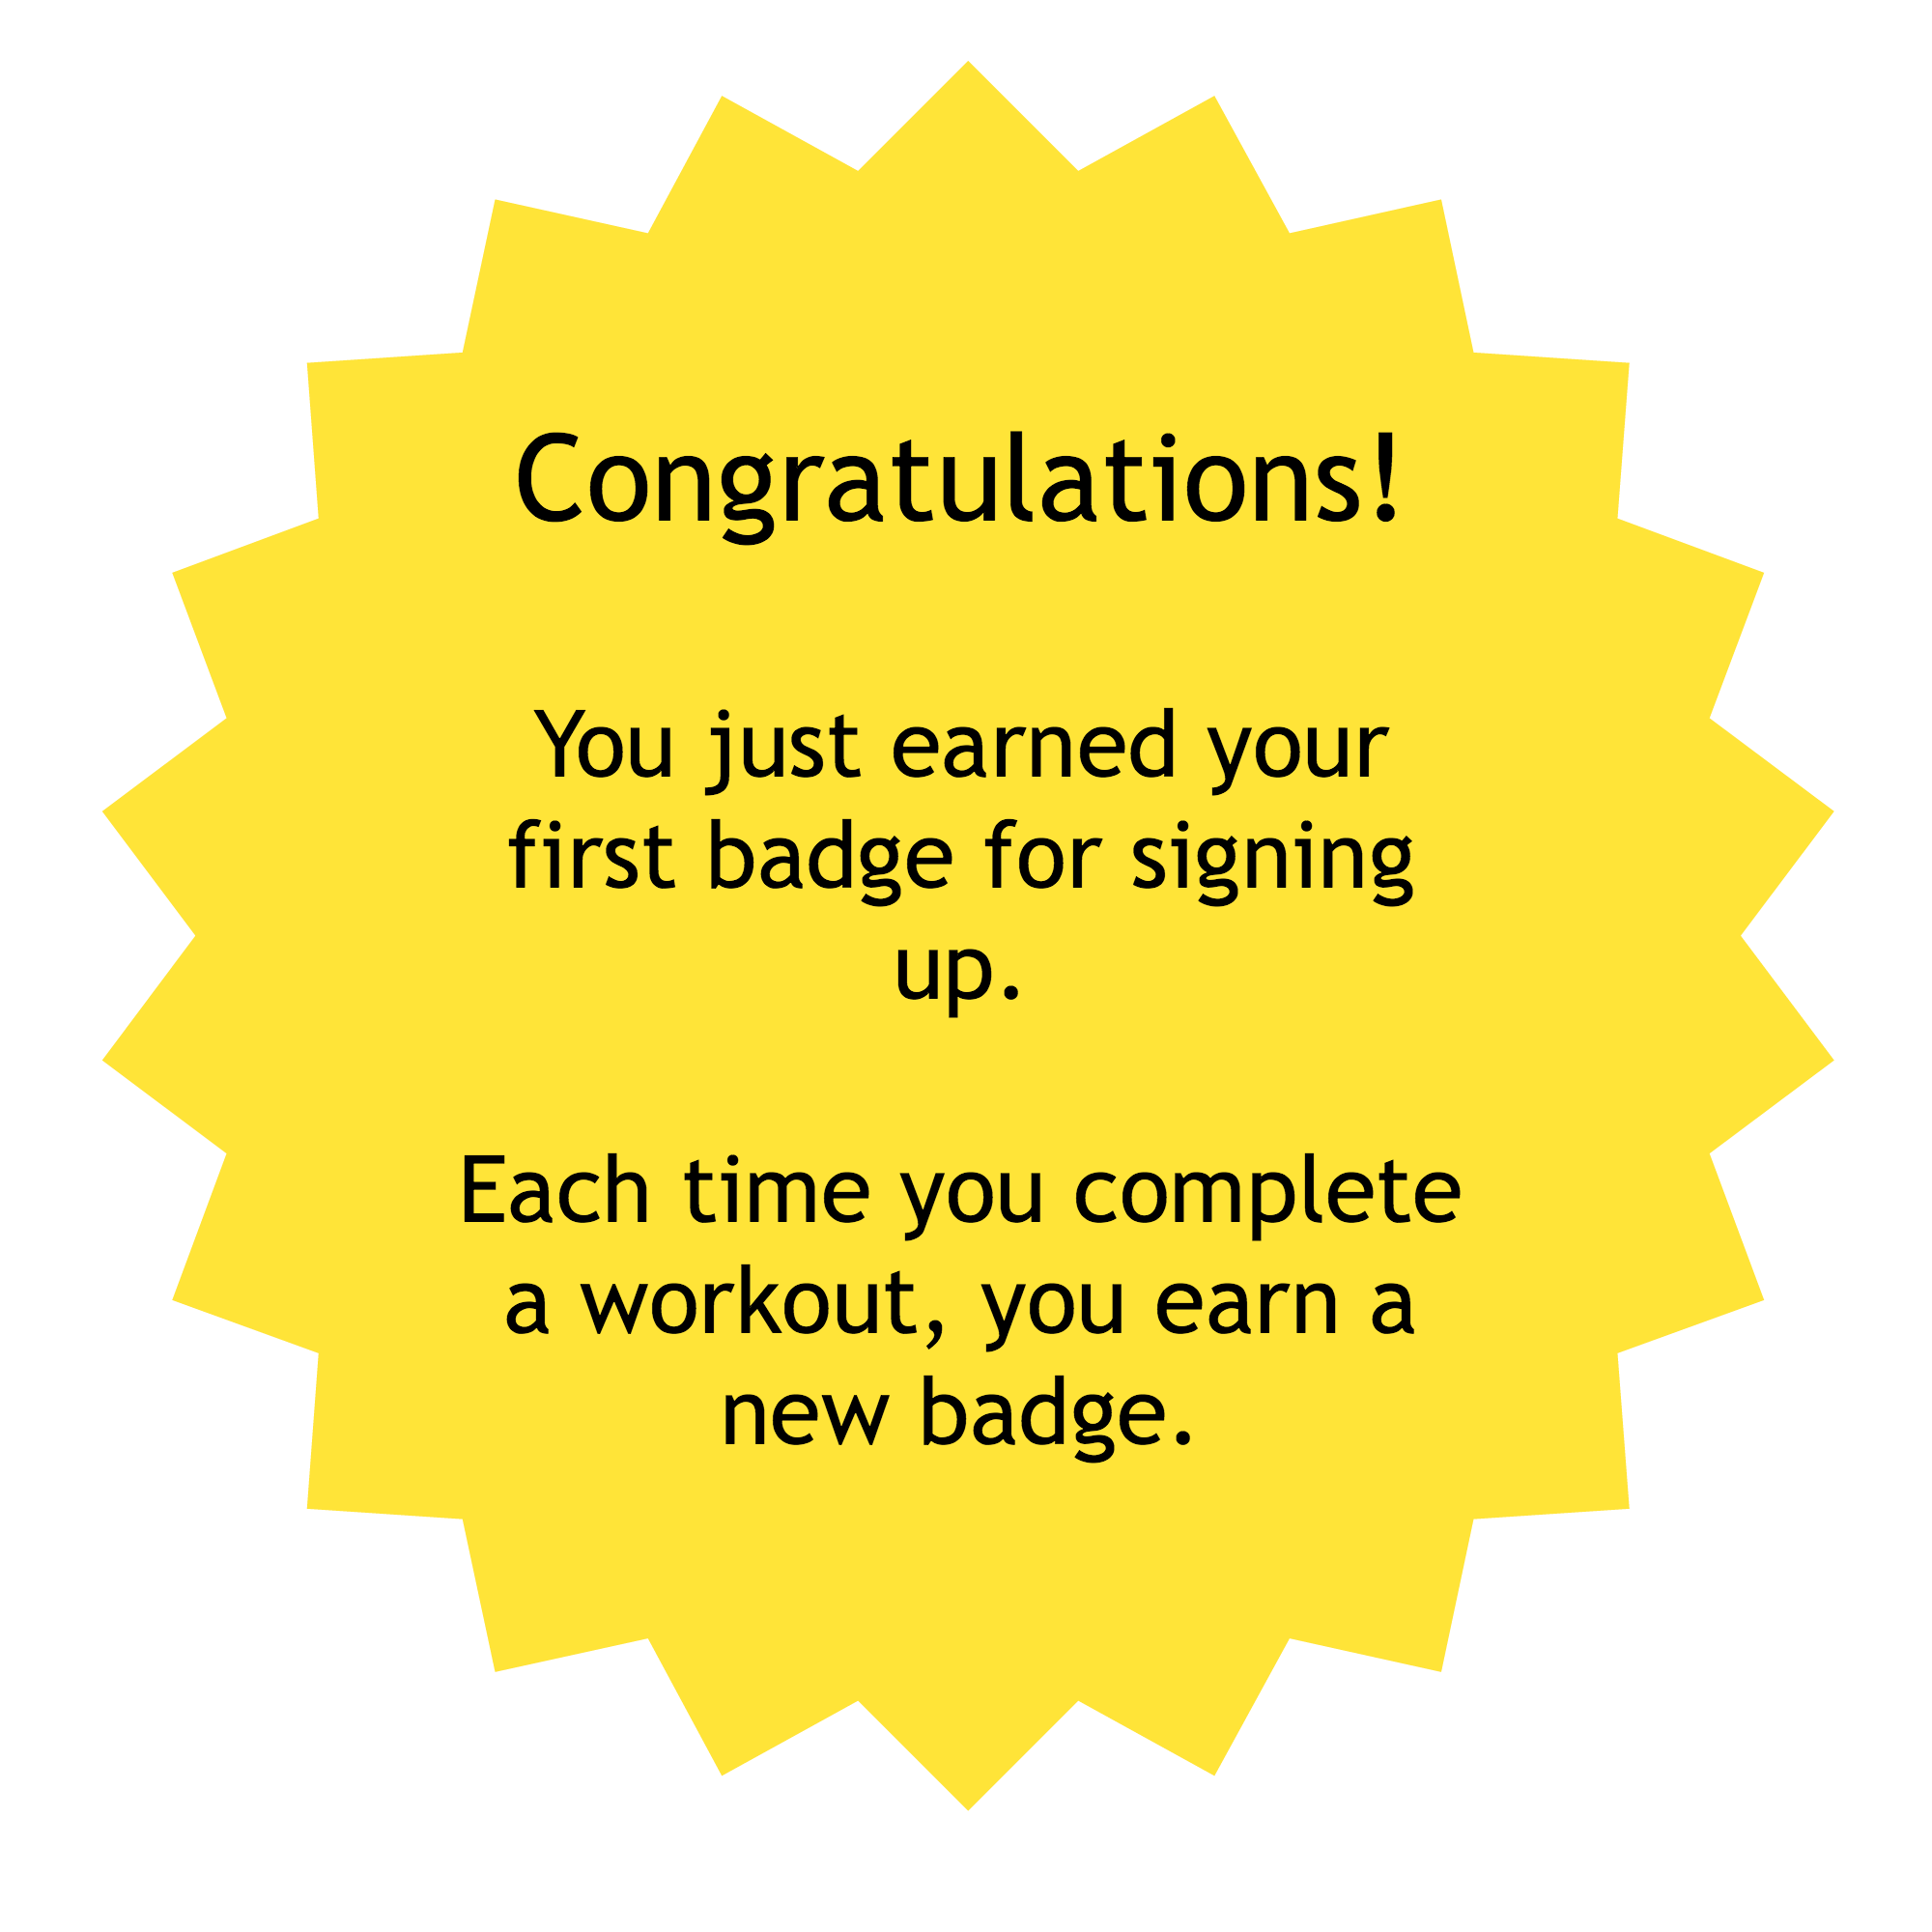 Congratulations!
You just earned your
first badge for signing
up.
Each time you complete
a workout, you earn a
new badge.